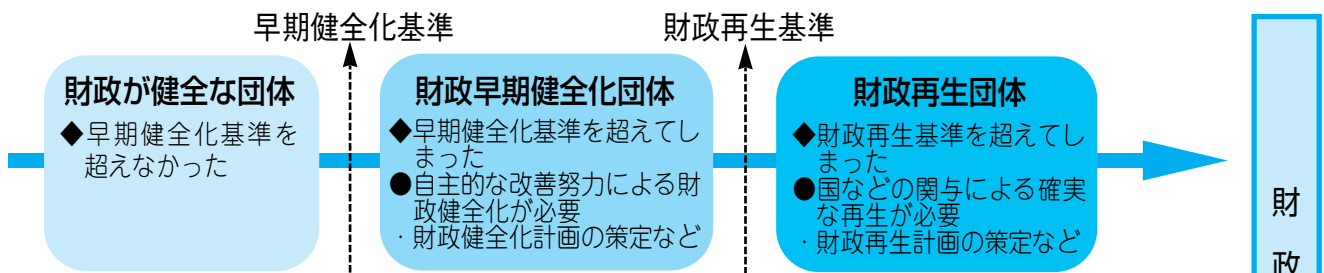 早期健全化基準
財政再生基準
財政が健全な団体
◆早期健全化基準を
超えなかった
財政早期健全化団体
◆早期健全化基準を超えてし
まった
●自主的な改善努力による財
政健全化が必要
・財政健全化計画の策定など
財政再生団体
◆財政再生基準を超えてし
まった
●国などの関与による確実
な再生が必要
・財政再生計画の策定など
財
政